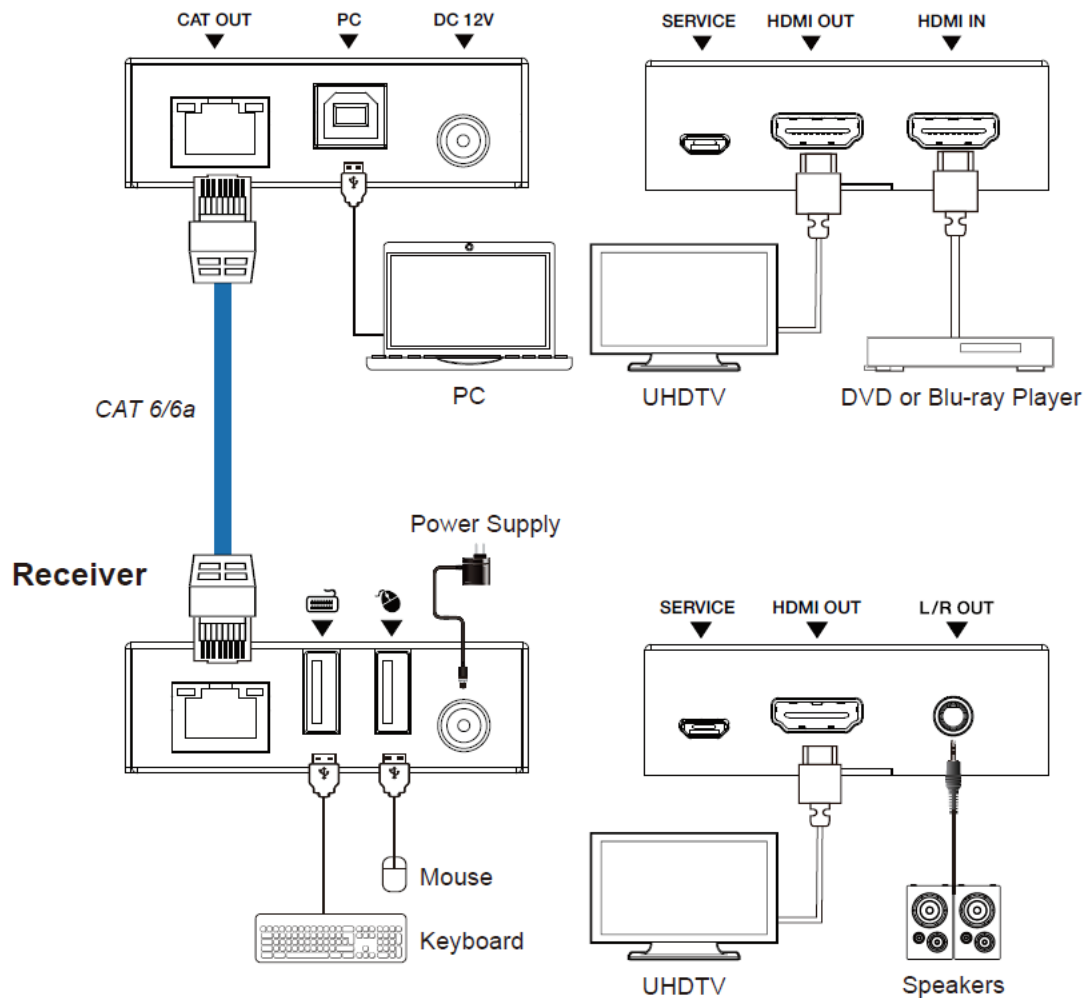 CAT OUT PC DC 12V SERVICE HDMI OUT HDMI IN
PC UHDTV DVD or Blu-ray Player
CAT 6/6a
Power Supply
Receiver
SERVICE HDMI OUT L/R OUT
Mouse
Keyboard
UHDTV Speakers